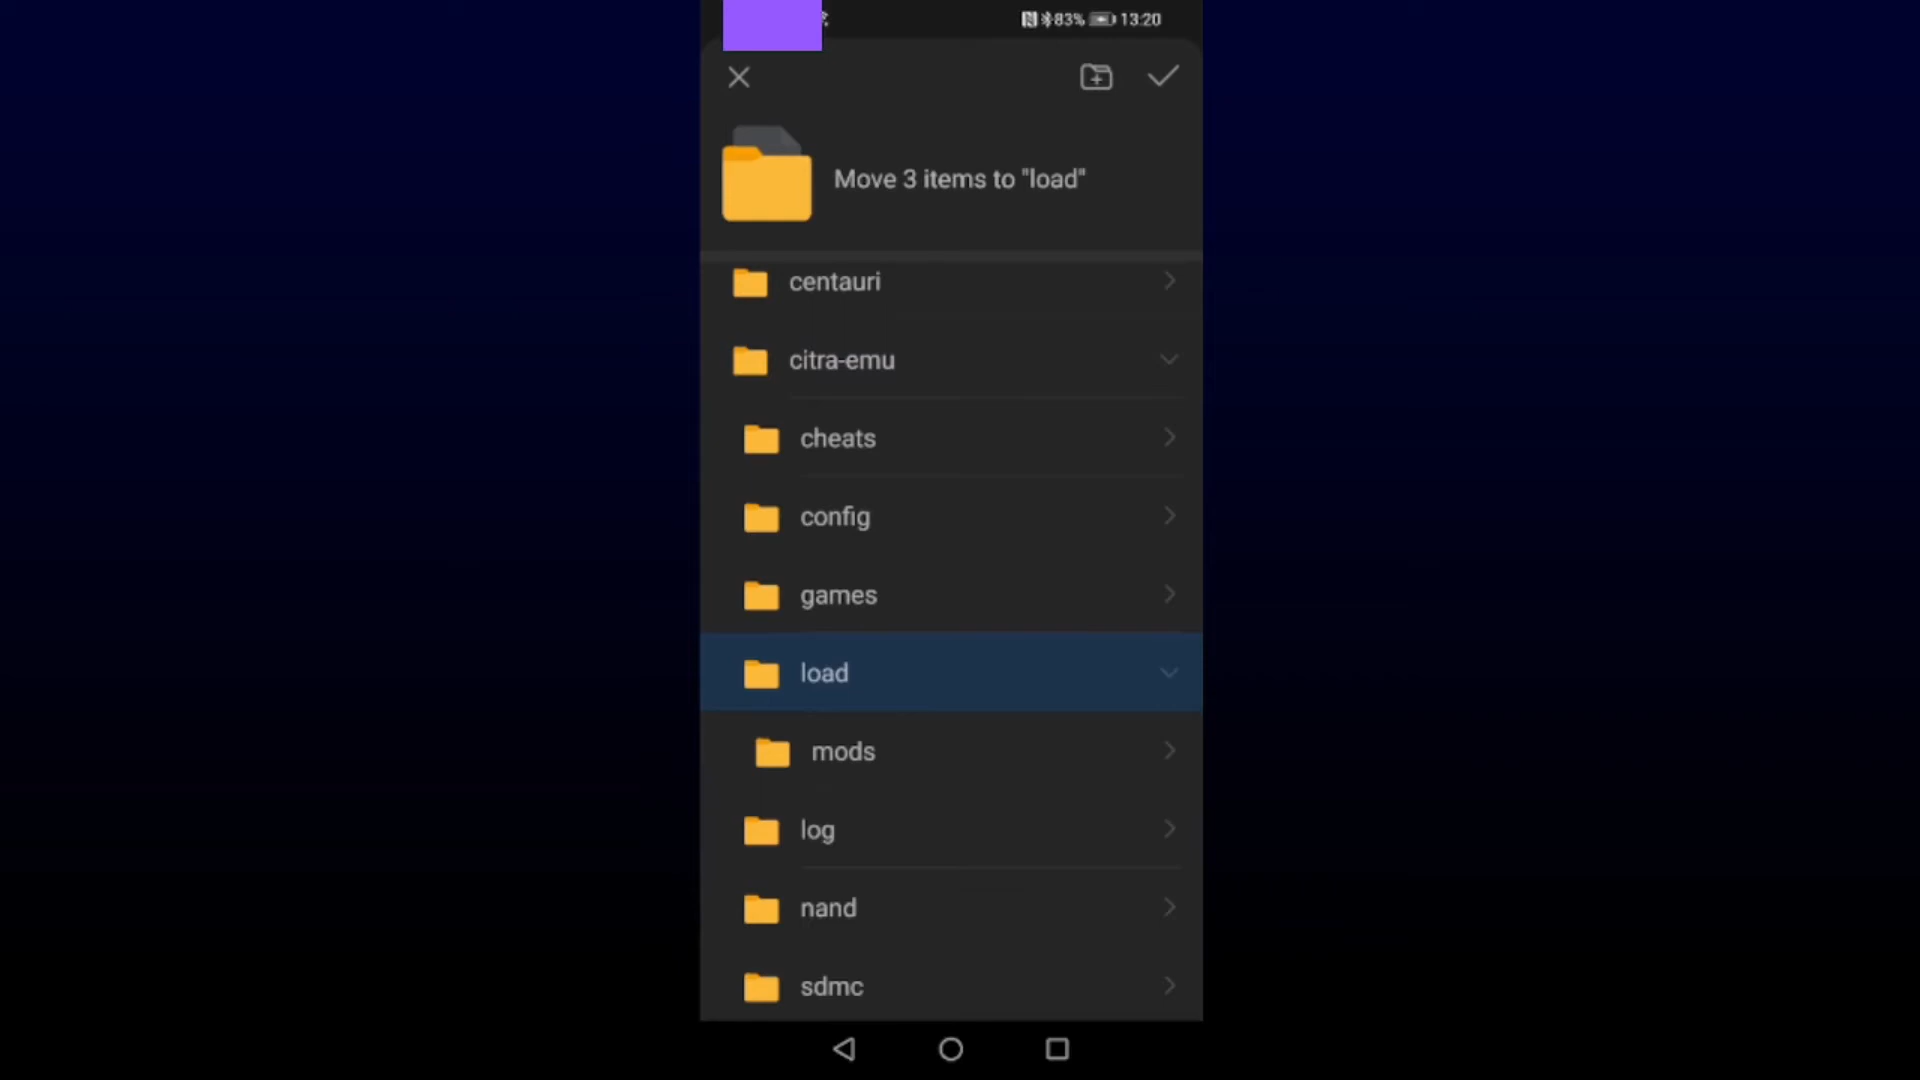 83% 13:20
Move 3 items to "load"
centauri
citra-emu
cheats
config
games
load
mods
log
nand
sdmc